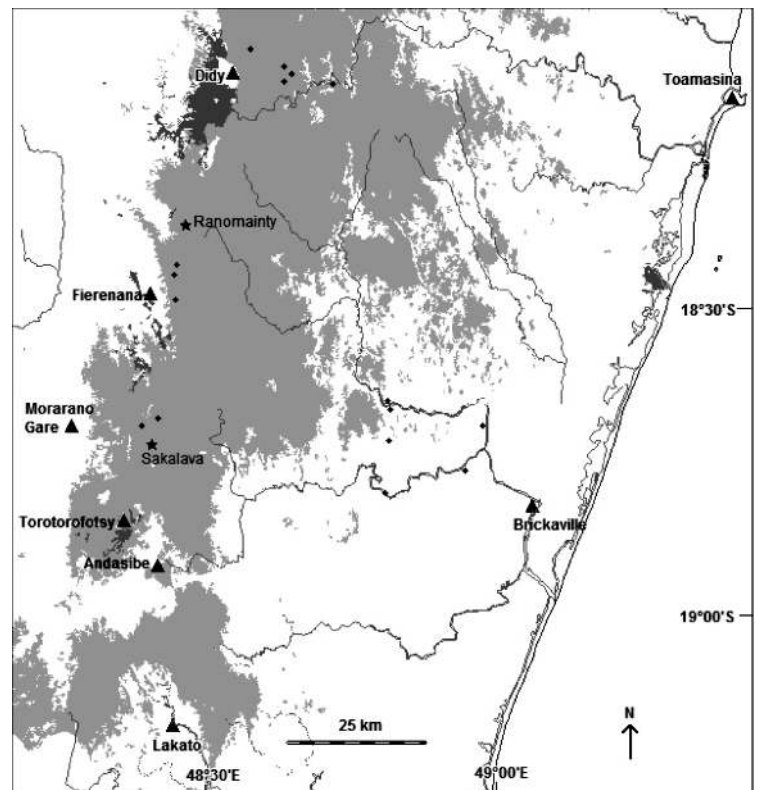 Didy
Toamasina
Ranomainty
Fierenana
18°30'S
Morarano
Gare
Sakalava
Torotorofotsy
Brickaville
Andasibe
19°00'S
N
25 km
Lakato
48°30'E
49°00'E